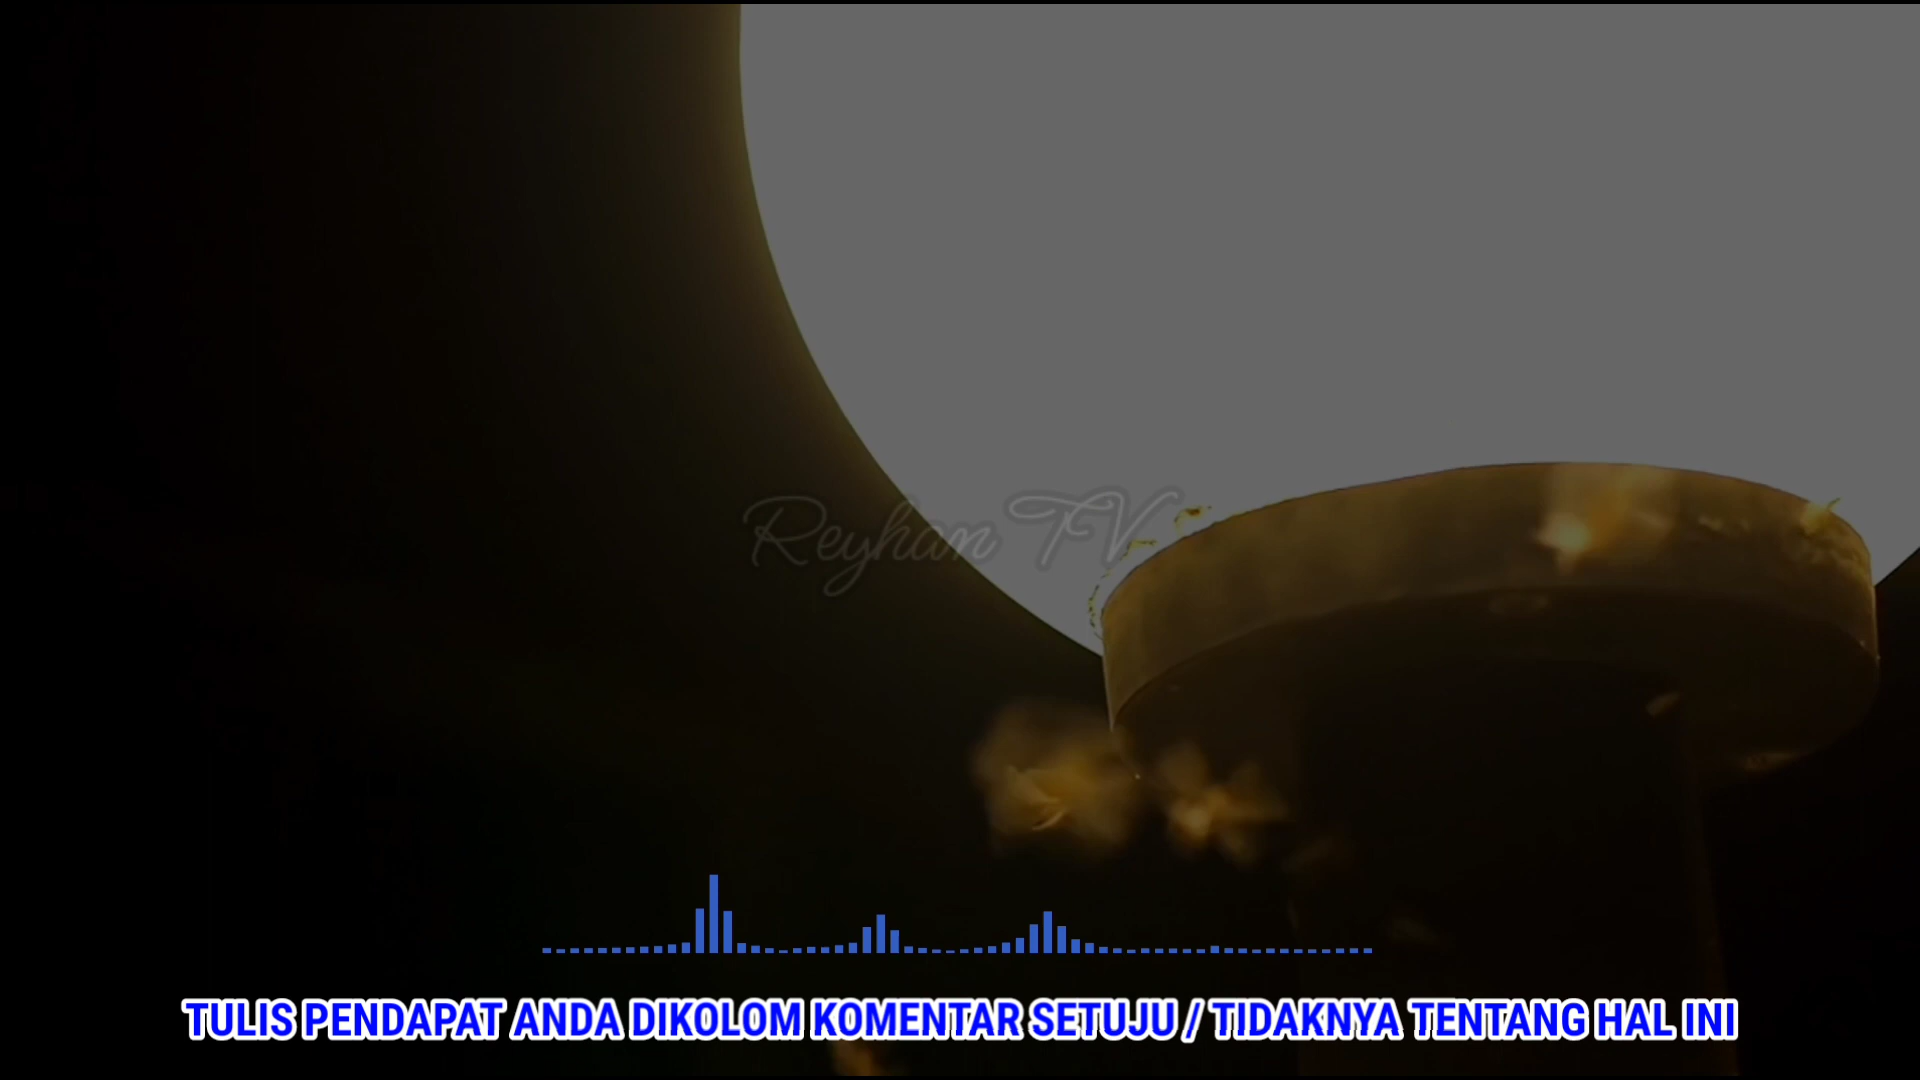 Reyhan TV
TULIS PENDAPAT ANDA DIKOLOM KOMENTAR SETUJU / TIDAKNYA TENTANG HAL INI